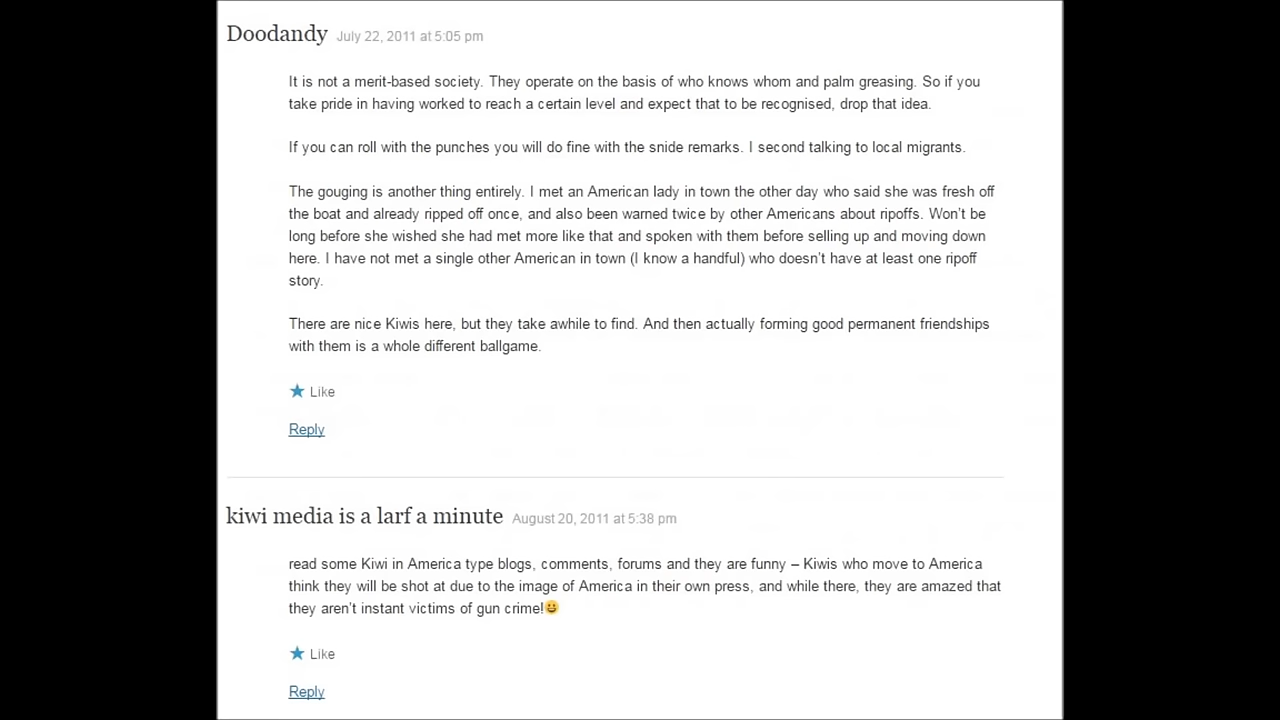 Doodandy July 22, 2011 at 5:05 pm
It is not a merit-based society. They operate on the basis of who knows whom and palm greasing. So if you
take pride in having worked to reach a certain level and expect that to be recognised, drop that idea.
If you can roll with the punches you will do fine with the snide remarks. I second talking to local migrants.
The gouging is another thing entirely. I met an American lady in town the other day who said she was fresh off
the boat and already ripped off once, and also been warned twice by other Americans about ripoffs. Won’t be
long before she wished she had met more like that and spoken with them before selling up and moving down
here. I have not met a single other American in town (I know a handful) who doesn’t have at least one ripoff
story.
There are nice Kiwis here, but they take awhile to find. And then actually forming good permanent friendships
with them is a whole different ballgame.
Like
Reply
kiwi media is a larf a minute August 20, 2011 at 5:38 pm
read some Kiwi in America type blogs, comments, forums and they are funny – Kiwis who move to America
think they will be shot at due to the image of America in their own press, and while there, they are amazed that
they aren’t instant victims of gun crime!😀
Like
Reply